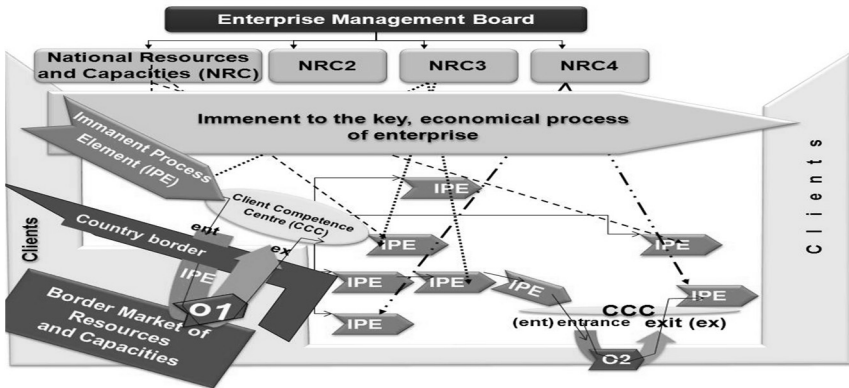 Enterprise Management Board
National Resources
and Capacities (NRC)
NRC2
NRC3
NRC4
Immenent to the key, economical process
of enterprise
Immanent Process
Element (IPE)
Client Competence
Centre (CCC)
Country border
ent
ex
IPE
O1
Border Market of
Resources
and Capacities
Clients
Clients
IPE
IPE
IPE
IPE
IPE
IPE
IPE
IPE
CCC
(ent) entrance
exit (ex)
O2